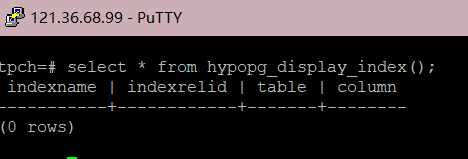 121.36.68.99 - PuTTY
tpch=# select * from hypopg_display_index();
indexname | indexrelid | table | column
-----------+------------+-------+--------
(0 rows)